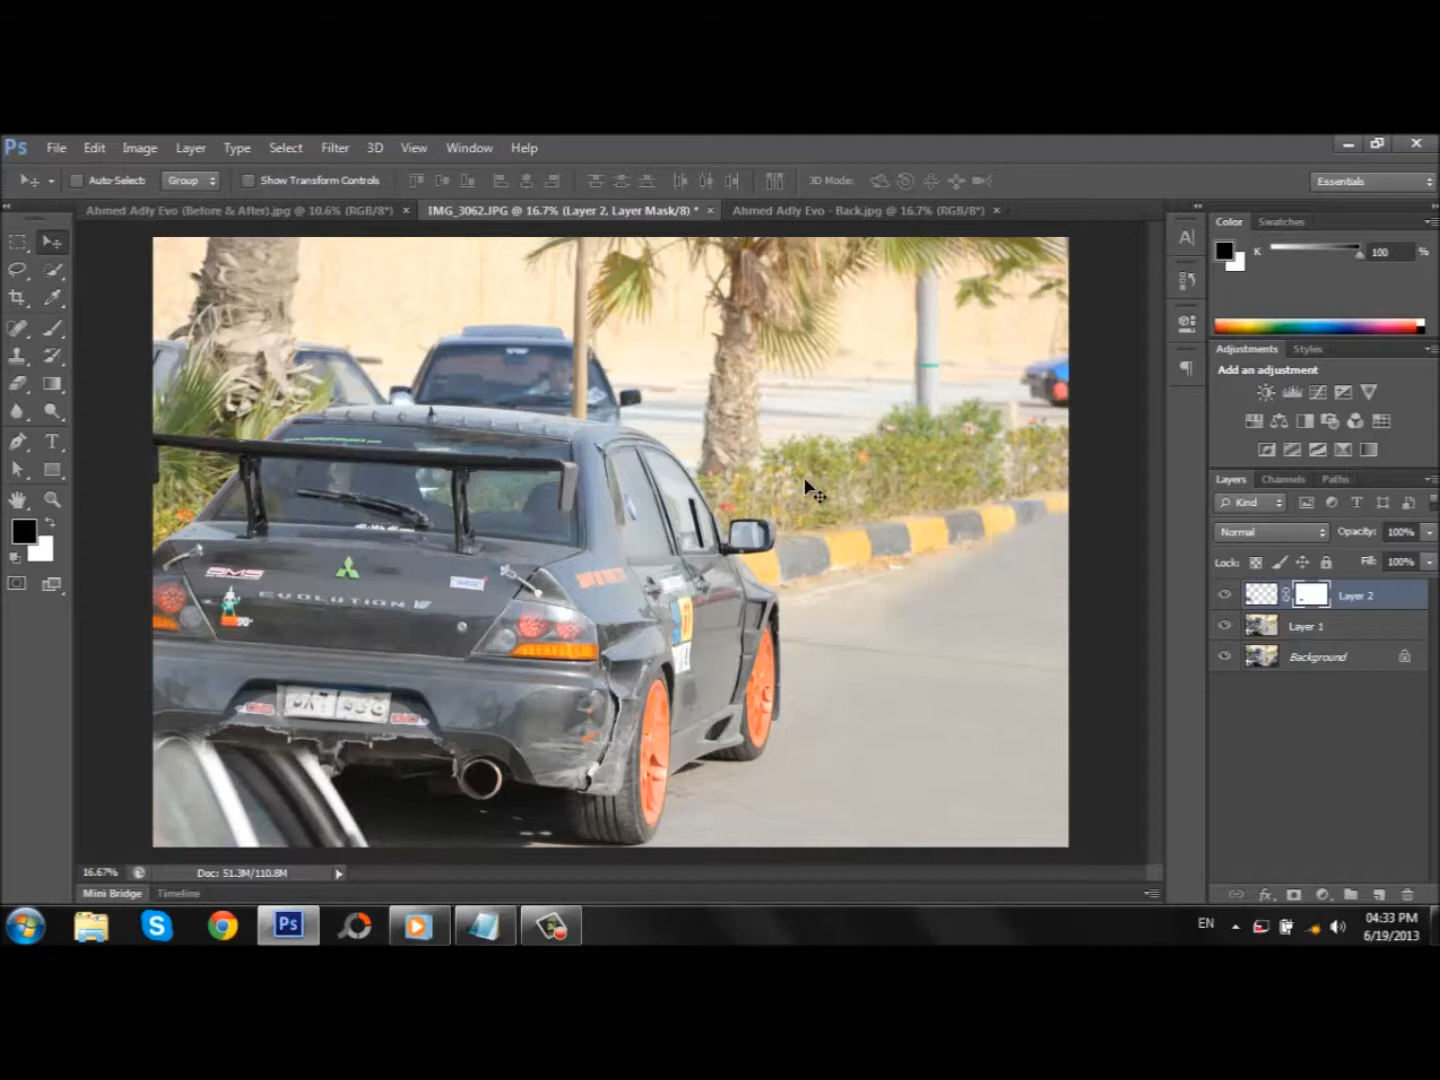 Ps File Edit Image Layer Type Select Filter 3D View Window Help
Auto-Select: Group Show Transform Controls 3D Mode: Essentials
Ahmed Adly Evo (Before & After).jpg @ 10.6% (RGB/8*) × IMG_3062.JPG @ 16.7% (Layer 2, Layer Mask/8) * × Ahmed Adly Evo - Back.jpg @ 16.7% (RGB/8*) ×
Color Swatches
K 100 %
Adjustments Styles
Add an adjustment
Layers Channels Paths
Kind
Normal Opacity: 100%
Lock: Fill: 100%
Layer 2
Layer 1
Background
EVOLUTION
16.67% Doc: 51.3M/110.8M
Mini Bridge Timeline
Ps
EN
04:33 PM
6/19/2013